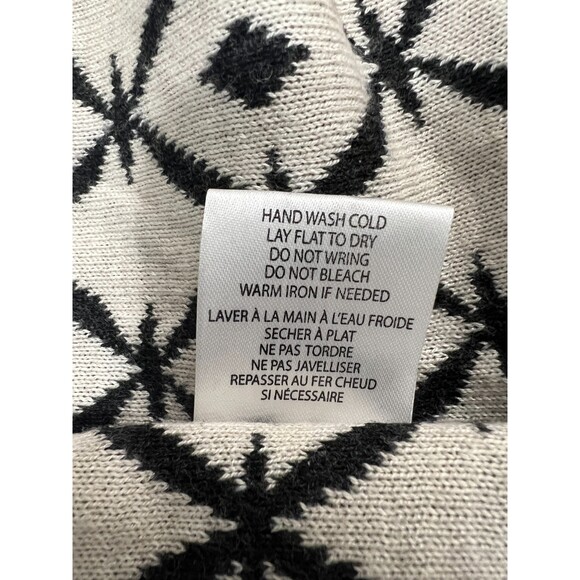 HAND WASH COLD
LAY FLAT TO DRY
DO NOT WRING
DO NOT BLEACH
WARM IRON IF NEEDED
LAVER À LA MAIN À L'EAU FROIDE
SECHER À PLAT
NE PAS TORDRE
NE PAS JAVELLISER
REPASSER AU FER CHEUD
SI NÉCESSAIRE